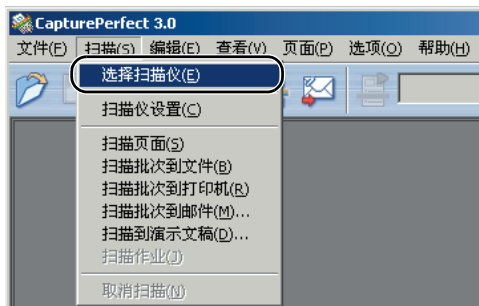 CapturePerfect 3.0
文件(F) 扫描(S) 编辑(E) 查看(V) 页面(P) 选项(O) 帮助(H)
选择扫描仪(E)
扫描仪设置(C)
扫描页面(S)
扫描批次到文件(B)
扫描批次到打印机(R)
扫描批次到邮件(M)...
扫描到演示文稿(D)...
扫描作业(J)
取消扫描(N)